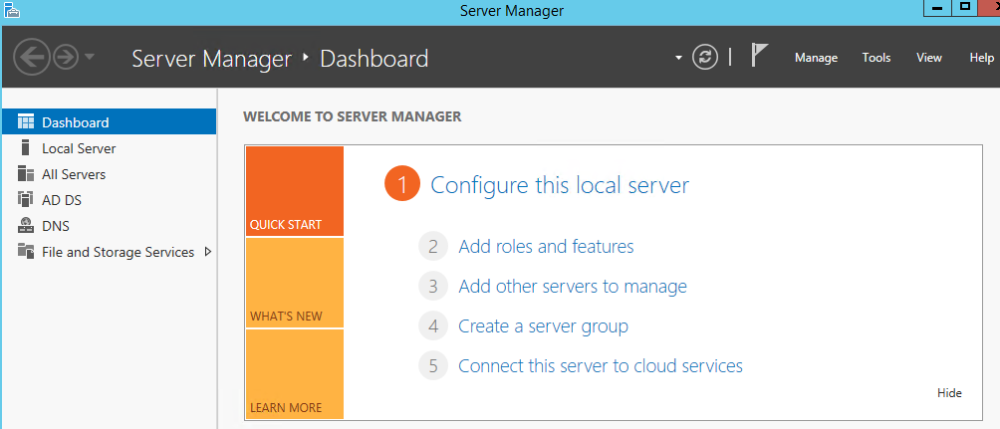 Server Manager
Server Manager ‣ Dashboard
Manage Tools View Help
Dashboard
Local Server
All Servers
AD DS
DNS
File and Storage Services
WELCOME TO SERVER MANAGER
QUICK START
WHAT'S NEW
LEARN MORE
1 Configure this local server
2 Add roles and features
3 Add other servers to manage
4 Create a server group
5 Connect this server to cloud services
Hide